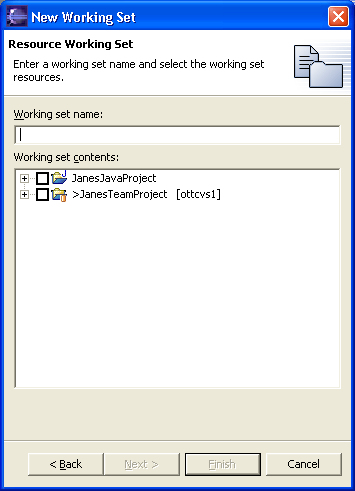 New Working Set
Resource Working Set
Enter a working set name and select the working set
resources.
Working set name:
Working set contents:
JanesJavaProject
>JanesTeamProject [ottcvs1]
< Back
Next >
Finish
Cancel